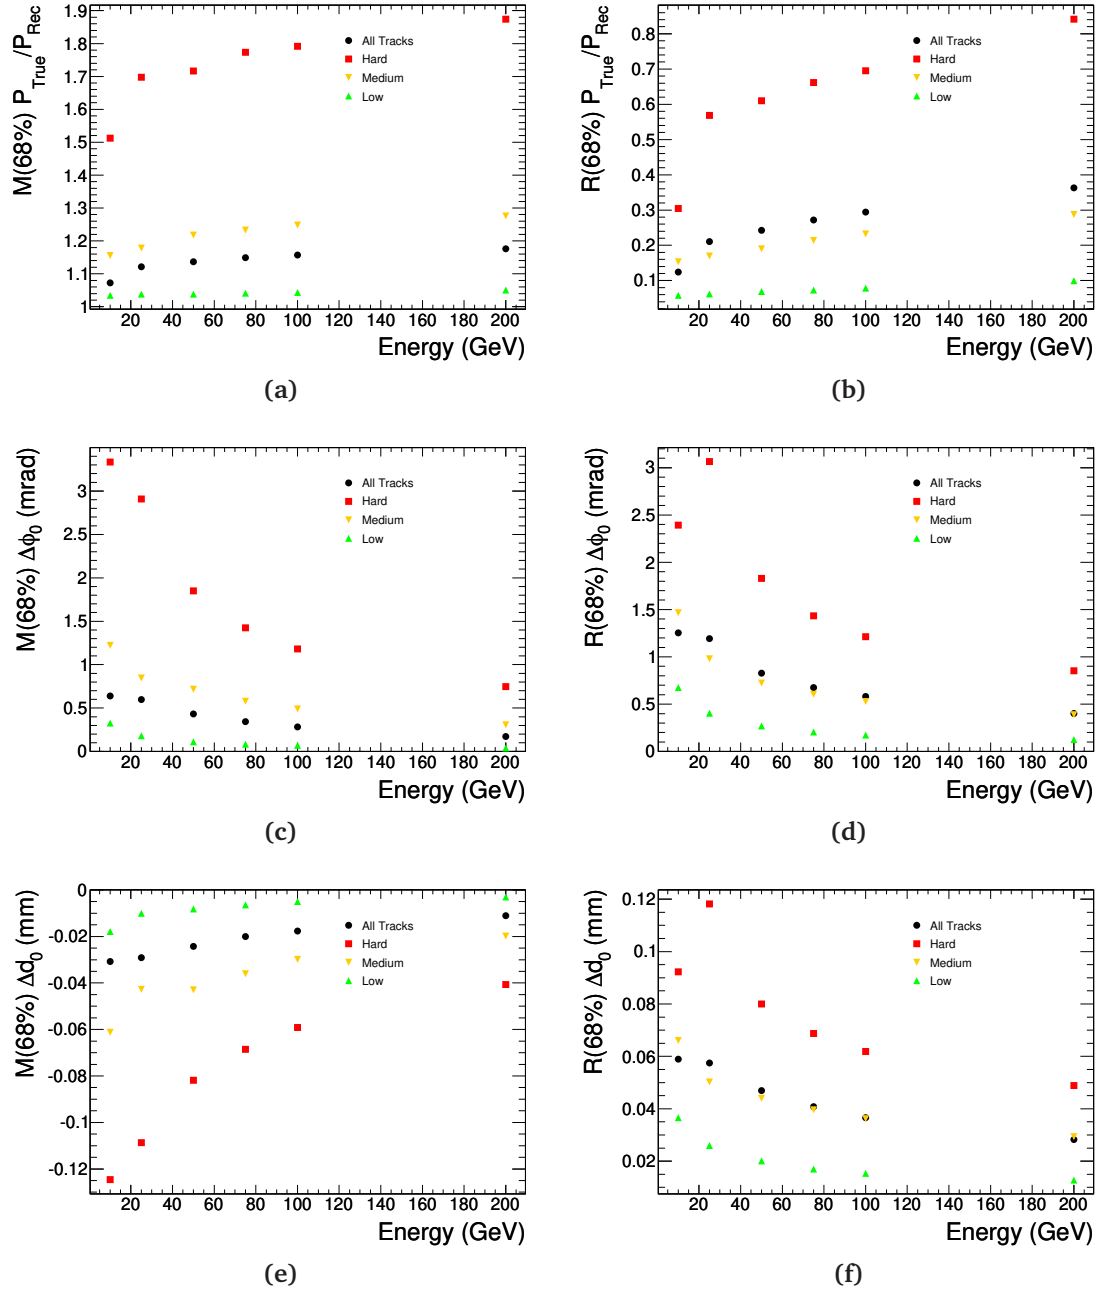 M(68%) P_True/P_Rec
1.9
1.8
1.7
1.6
1.5
1.4
1.3
1.2
1.1
1
All Tracks
Hard
Medium
Low
20 40 60 80 100 120 140 160 180 200
Energy (GeV)
(a)
R(68%) P_True/P_Rec
0.8
0.7
0.6
0.5
0.4
0.3
0.2
0.1
All Tracks
Hard
Medium
Low
20 40 60 80 100 120 140 160 180 200
Energy (GeV)
(b)
M(68%) Δϕ_0 (mrad)
3
2.5
2
1.5
1
0.5
0
All Tracks
Hard
Medium
Low
20 40 60 80 100 120 140 160 180 200
Energy (GeV)
(c)
R(68%) Δϕ_0 (mrad)
3
2.5
2
1.5
1
0.5
0
All Tracks
Hard
Medium
Low
20 40 60 80 100 120 140 160 180 200
Energy (GeV)
(d)
M(68%) Δd_0 (mm)
0
-0.02
-0.04
-0.06
-0.08
-0.1
-0.12
All Tracks
Hard
Medium
Low
20 40 60 80 100 120 140 160 180 200
Energy (GeV)
(e)
R(68%) Δd_0 (mm)
0.12
0.1
0.08
0.06
0.04
0.02
All Tracks
Hard
Medium
Low
20 40 60 80 100 120 140 160 180 200
Energy (GeV)
(f)